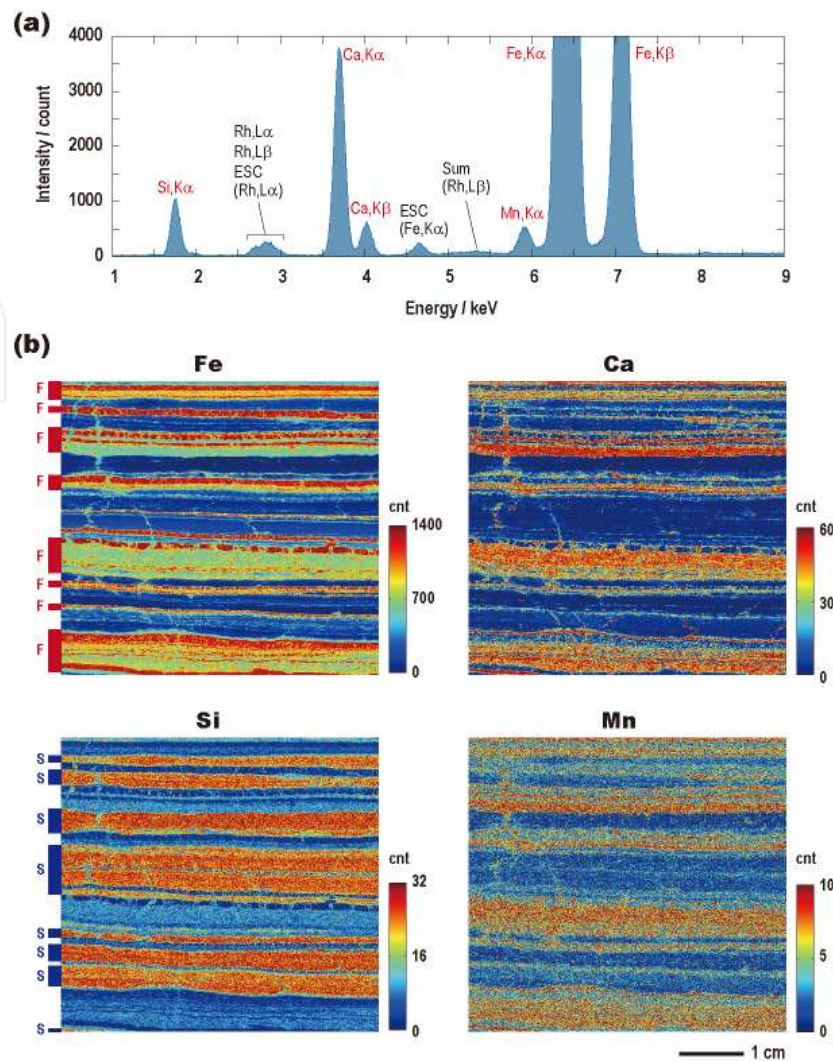 (a)
4000
3000
2000
1000
0
Intensity / count
Si,Kα
Rh,Lα
Rh,Lβ
ESC
(Rh,Lα)
Ca,Kα
Ca,Kβ
ESC
(Fe,Kα)
Sum
(Rh,Lβ)
Mn,Kα
Fe,Kα
Fe,Kβ
1 2 3 4 5 6 7 8 9
Energy / keV
(b)
Fe
F
F
F
F
F
F
F
F
cnt
1400
700
0
Ca
cnt
60
30
0
Si
S
S
S
S
S
S
S
S
cnt
32
16
0
Mn
cnt
10
5
0
1 cm